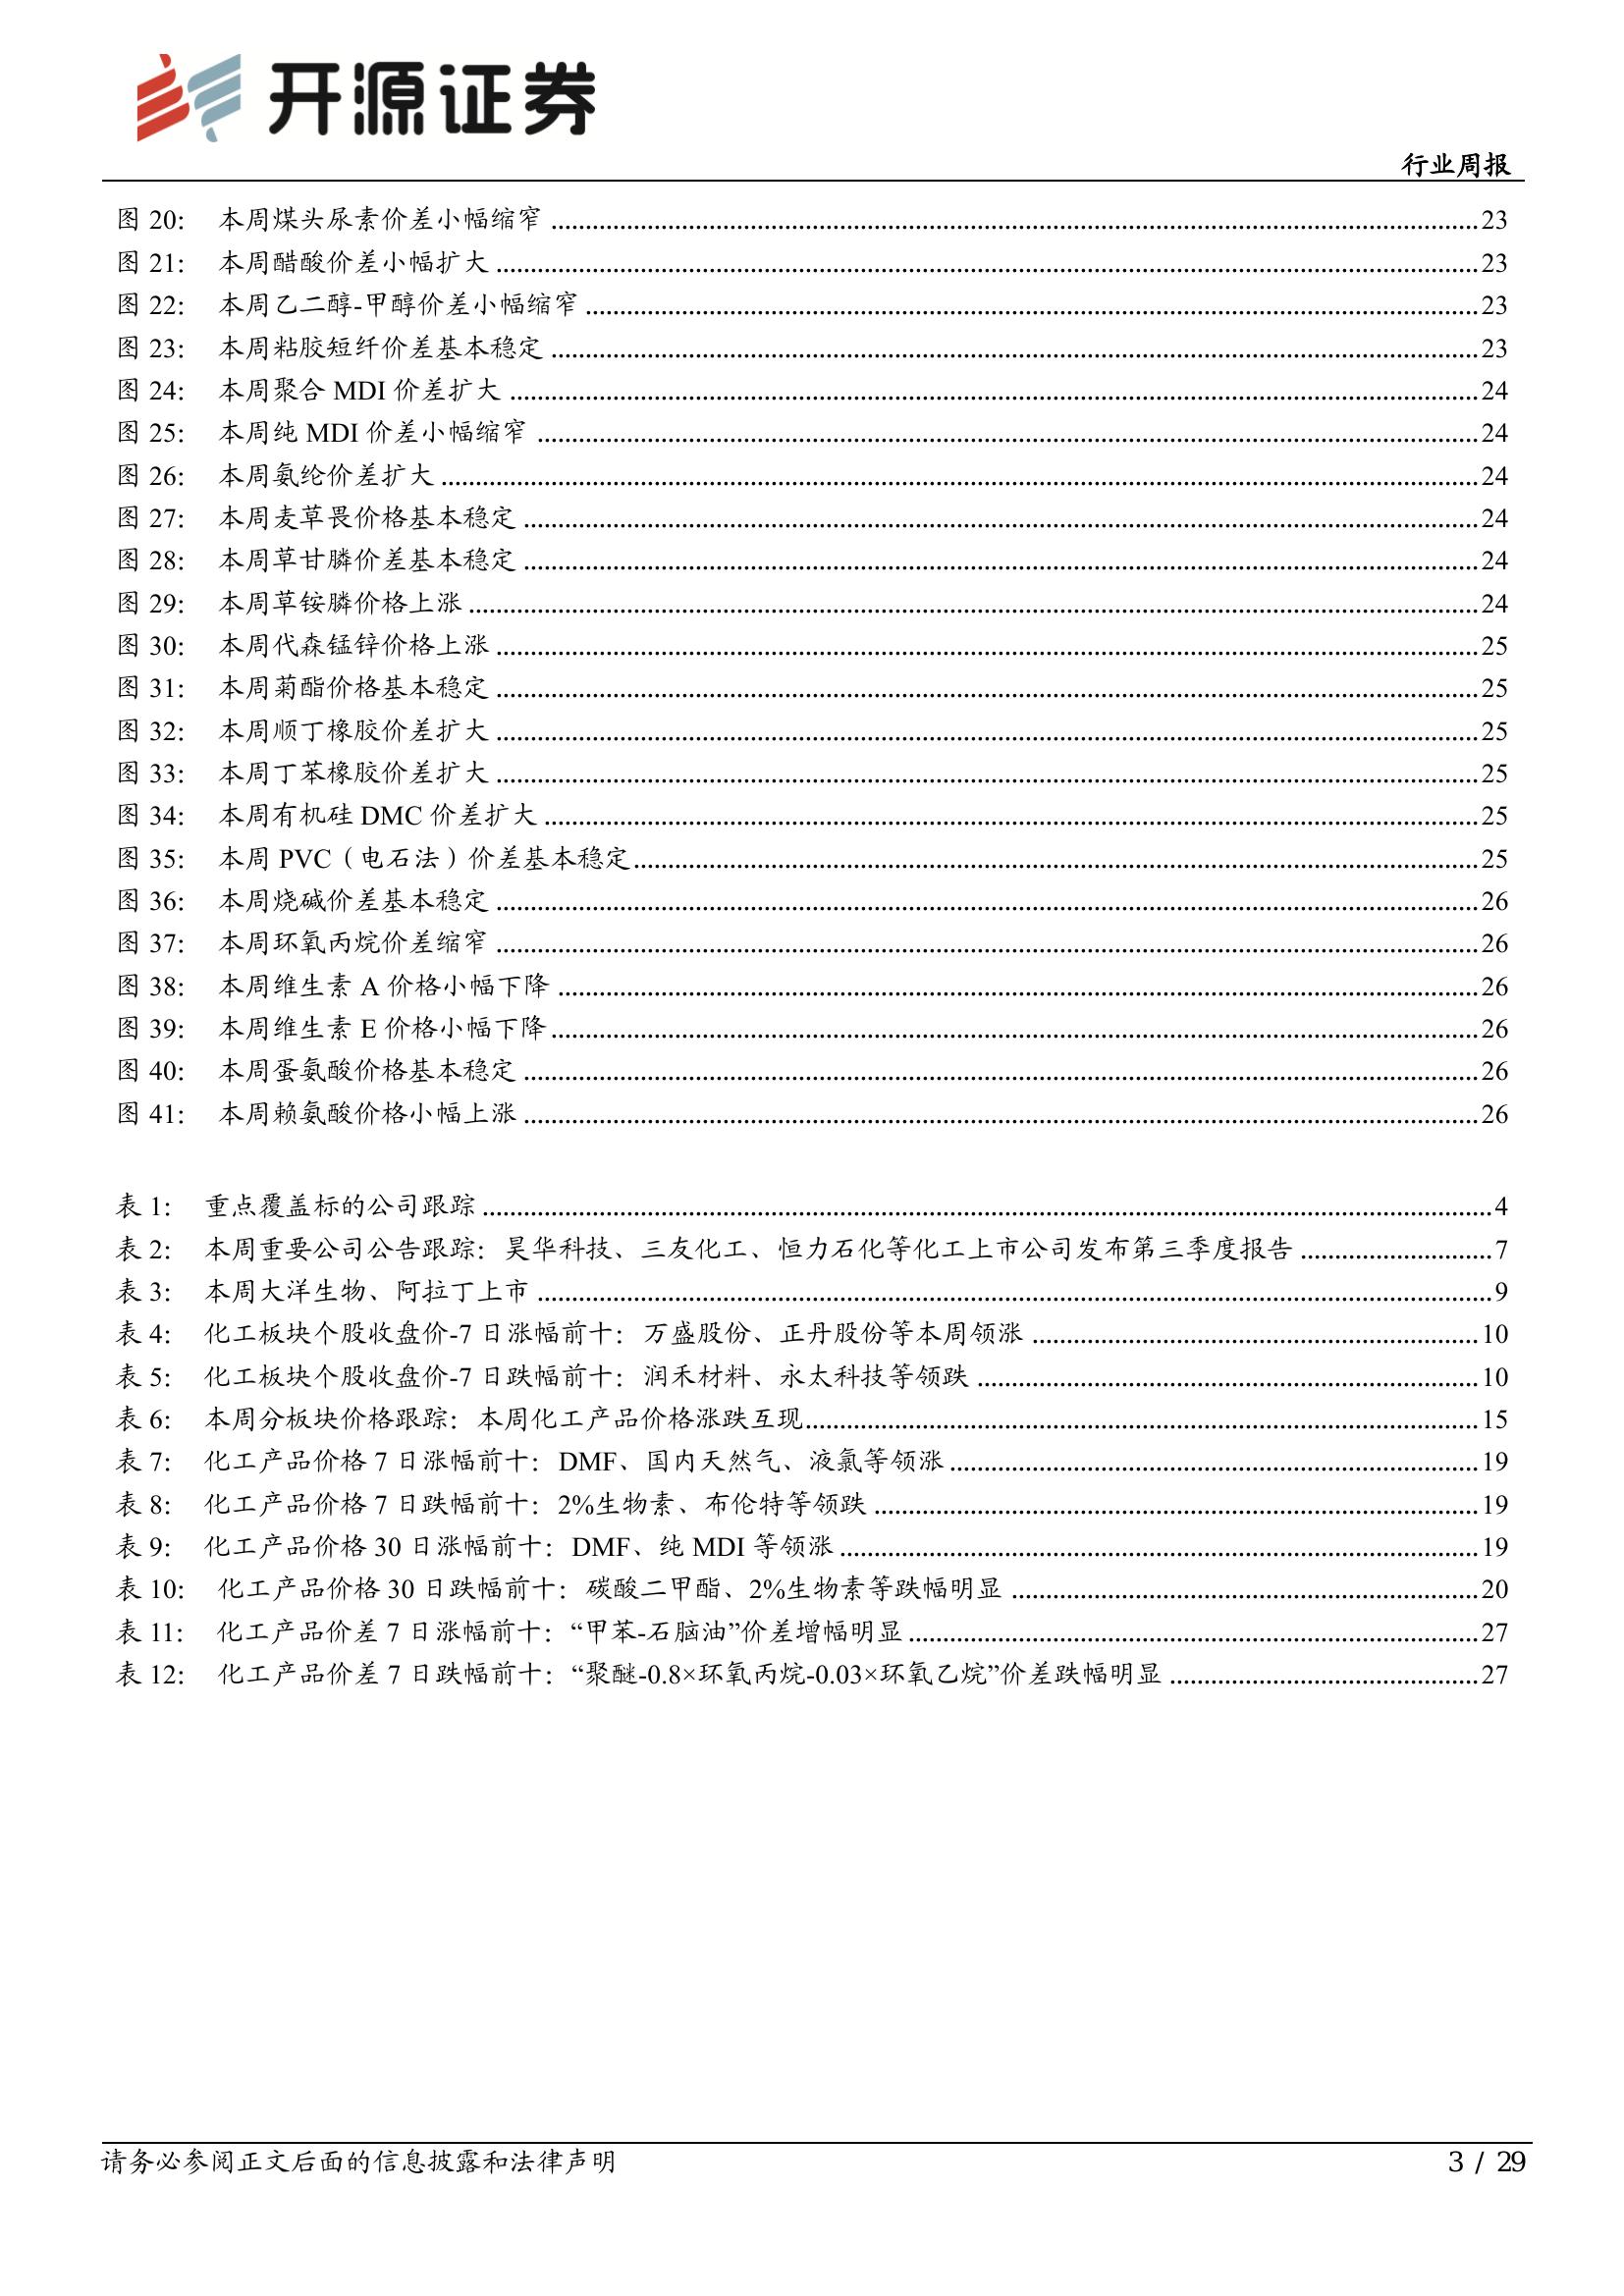 开源证券
行业周报
图 20: 本周煤头尿素价差小幅缩窄 ........ 23
图 21: 本周醋酸价差小幅扩大 ........ 23
图 22: 本周乙二醇-甲醇价差小幅缩窄 ........ 23
图 23: 本周粘胶短纤价差基本稳定 ........ 23
图 24: 本周聚合 MDI 价差扩大 ........ 24
图 25: 本周纯 MDI 价差小幅缩窄 ........ 24
图 26: 本周氨纶价差扩大 ........ 24
图 27: 本周麦草畏价格基本稳定 ........ 24
图 28: 本周草甘膦价差基本稳定 ........ 24
图 29: 本周草铵膦价格上涨 ........ 24
图 30: 本周代森锰锌价格上涨 ........ 25
图 31: 本周菊酯价格基本稳定 ........ 25
图 32: 本周顺丁橡胶价差扩大 ........ 25
图 33: 本周丁苯橡胶价差扩大 ........ 25
图 34: 本周有机硅 DMC 价差扩大 ........ 25
图 35: 本周 PVC（电石法）价差基本稳定 ........ 25
图 36: 本周烧碱价差基本稳定 ........ 26
图 37: 本周环氧丙烷价差缩窄 ........ 26
图 38: 本周维生素 A 价格小幅下降 ........ 26
图 39: 本周维生素 E 价格小幅下降 ........ 26
图 40: 本周蛋氨酸价格基本稳定 ........ 26
图 41: 本周赖氨酸价格小幅上涨 ........ 26
表 1: 重点覆盖标的公司跟踪 ........ 4
表 2: 本周重要公司公告跟踪：昊华科技、三友化工、恒力石化等化工上市公司发布第三季度报告 ........ 7
表 3: 本周大洋生物、阿拉丁上市 ........ 9
表 4: 化工板块个股收盘价-7 日涨幅前十：万盛股份、正丹股份等本周领涨 ........ 10
表 5: 化工板块个股收盘价-7 日跌幅前十：润禾材料、永太科技等领跌 ........ 10
表 6: 本周分板块价格跟踪：本周化工产品价格涨跌互现 ........ 15
表 7: 化工产品价格 7 日涨幅前十：DMF、国内天然气、液氯等领涨 ........ 19
表 8: 化工产品价格 7 日跌幅前十：2%生物素、布伦特等领跌 ........ 19
表 9: 化工产品价格 30 日涨幅前十：DMF、纯 MDI 等领涨 ........ 19
表 10: 化工产品价格 30 日跌幅前十：碳酸二甲酯、2%生物素等跌幅明显 ........ 20
表 11: 化工产品价差 7 日涨幅前十：“甲苯-石脑油”价差增幅明显 ........ 27
表 12: 化工产品价差 7 日跌幅前十：“聚醚-0.8×环氧丙烷-0.03×环氧乙烷”价差跌幅明显 ........ 27
请务必参阅正文后面的信息披露和法律声明
3 / 29